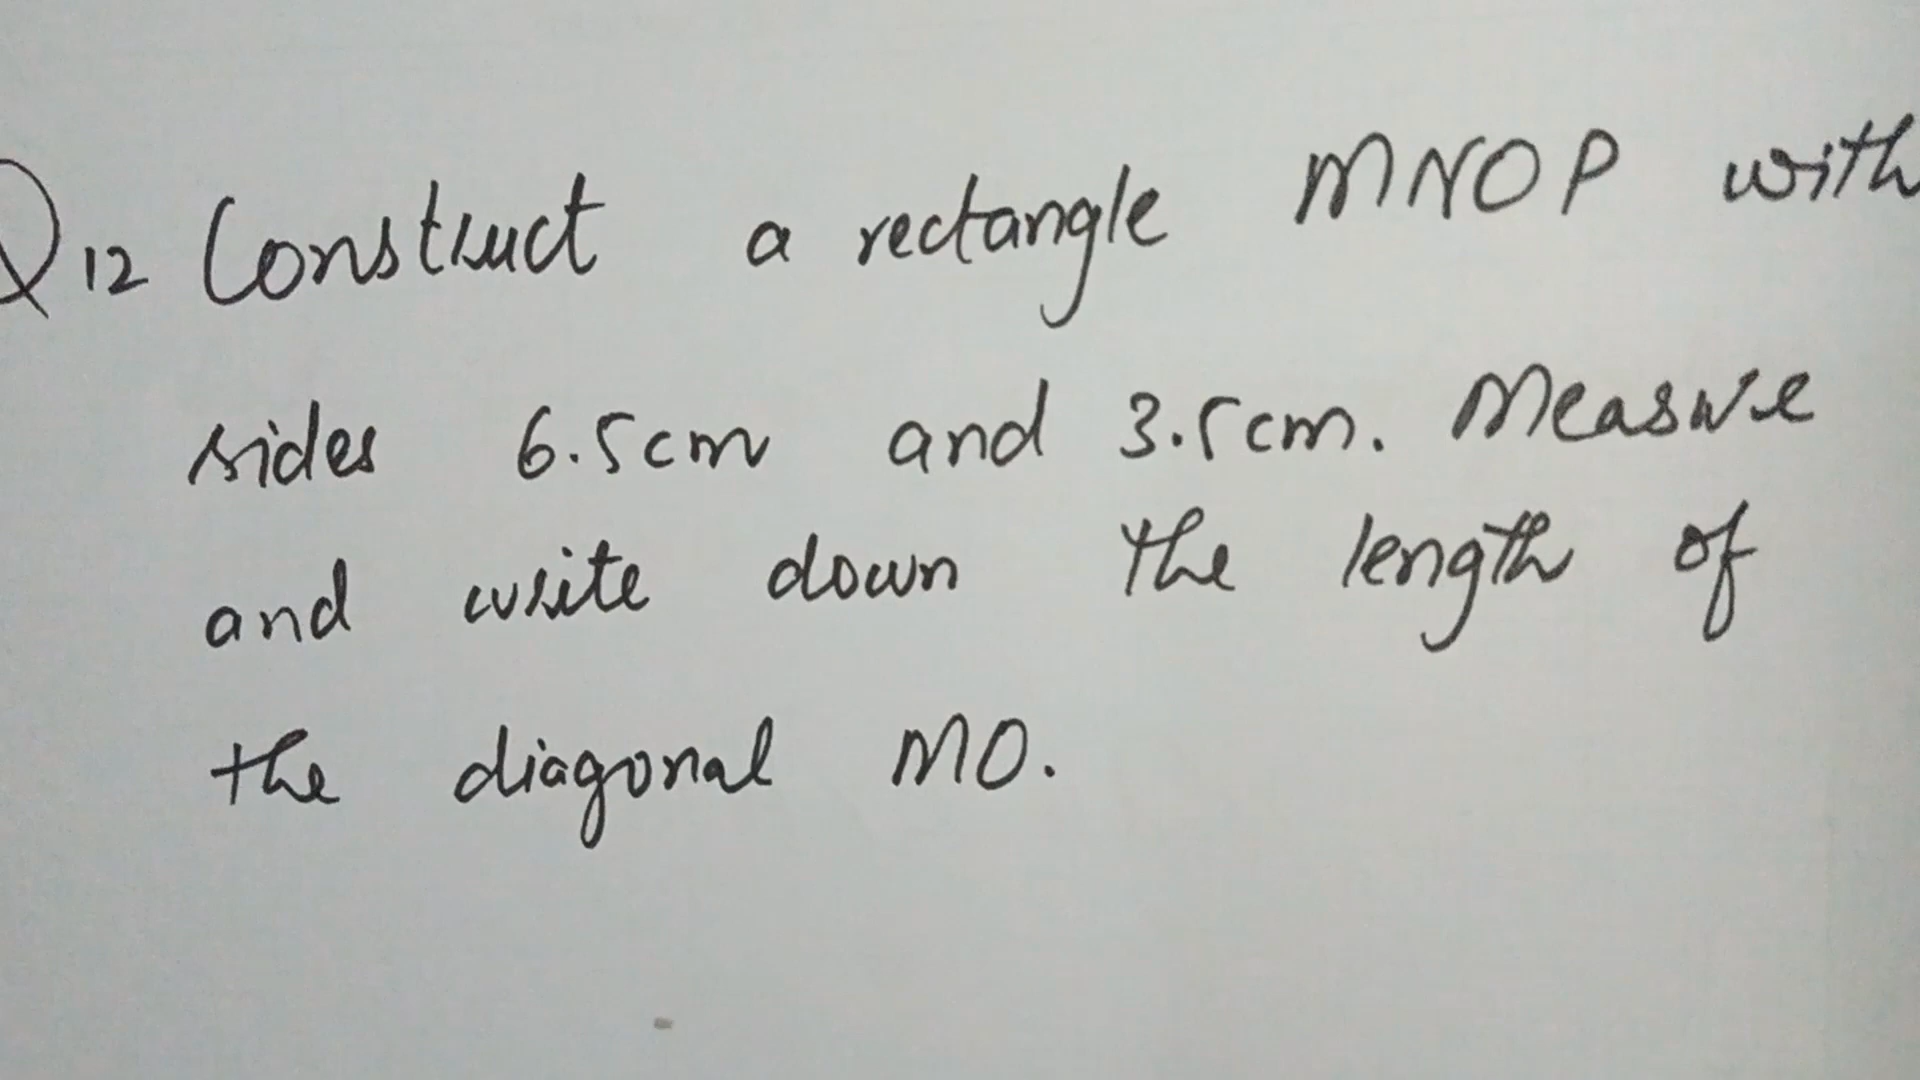 Q12 Construct a rectangle MNOP with
sides 6.5cm and 3.5cm. Measure
and write down the length of
the diagonal MO.